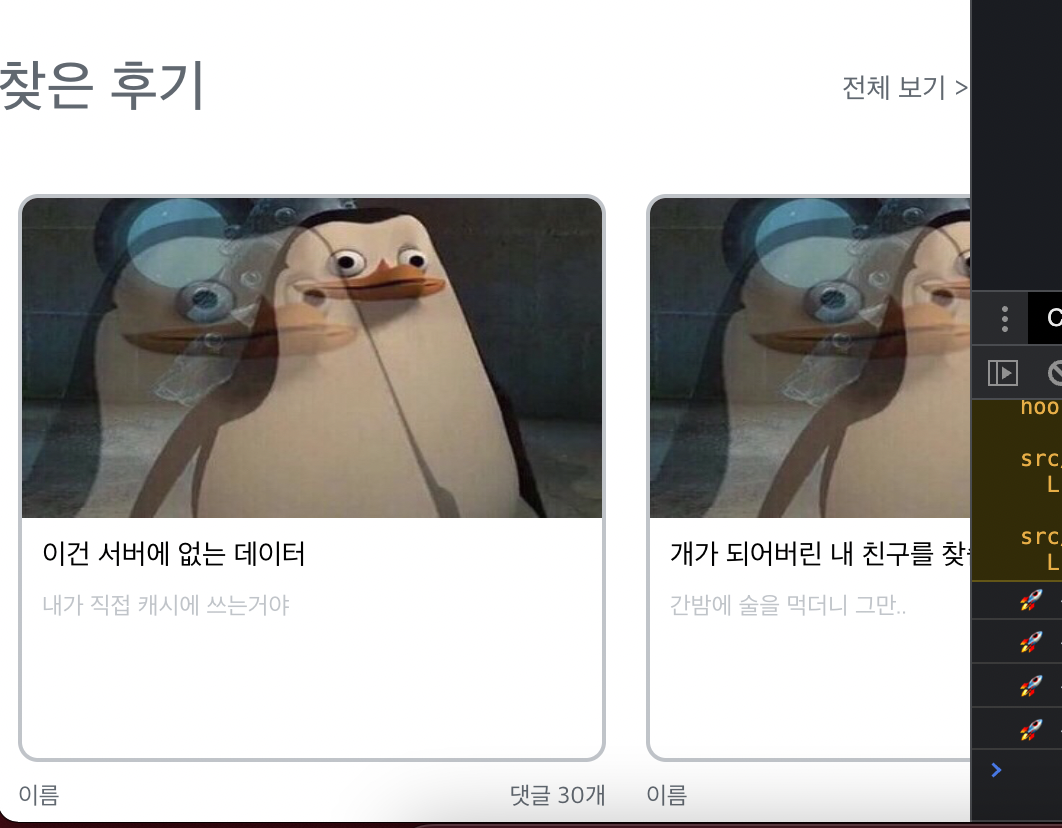 찾은 후기
전체 보기 >
이건 서버에 없는 데이터
내가 직접 캐시에 쓰는거야
이름
댓글 30개
개가 되어버린 내 친구를
간밤에 술을 먹더니 그만..
이름
hoo
src
L
src
L